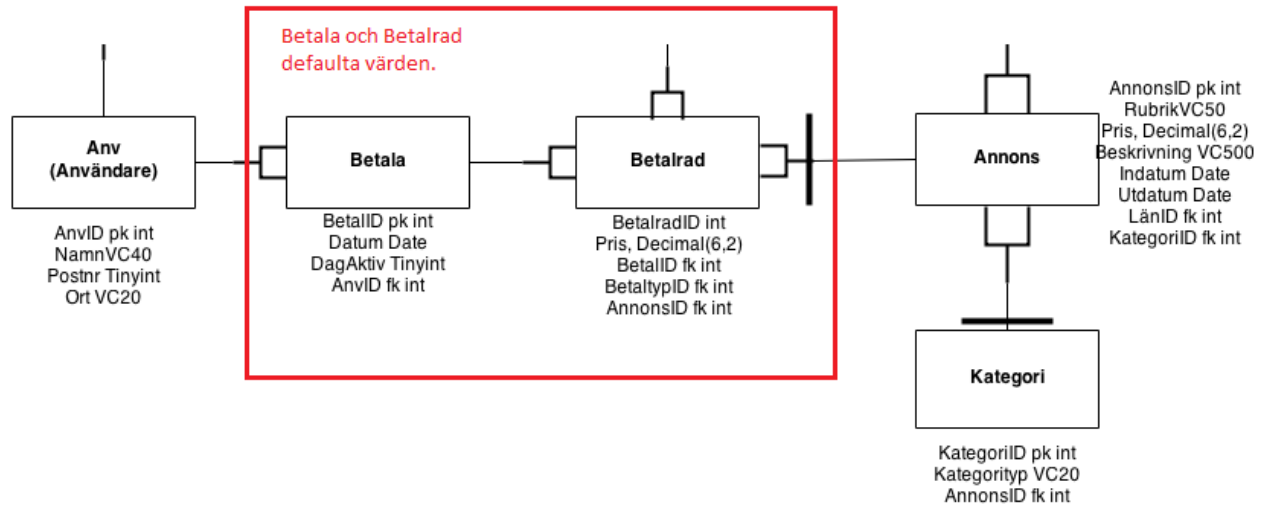 Betala och Betalrad
defaulta värden.
Anv
(Användare)
AnvID pk int
NamnVC40
Postnr Tinyint
Ort VC20
Betala
BetalID pk int
Datum Date
DagAktiv Tinyint
AnvID fk int
Betalrad
BetalradID int
Pris, Decimal(6,2)
BetalID fk int
BetaltypID fk int
AnnonsID fk int
Annons
AnnonsID pk int
RubrikVC50
Pris, Decimal(6,2)
Beskrivning VC500
Indatum Date
Utdatum Date
LänID fk int
KategoriID fk int
Kategori
KategoriID pk int
Kategorityp VC20
AnnonsID fk int